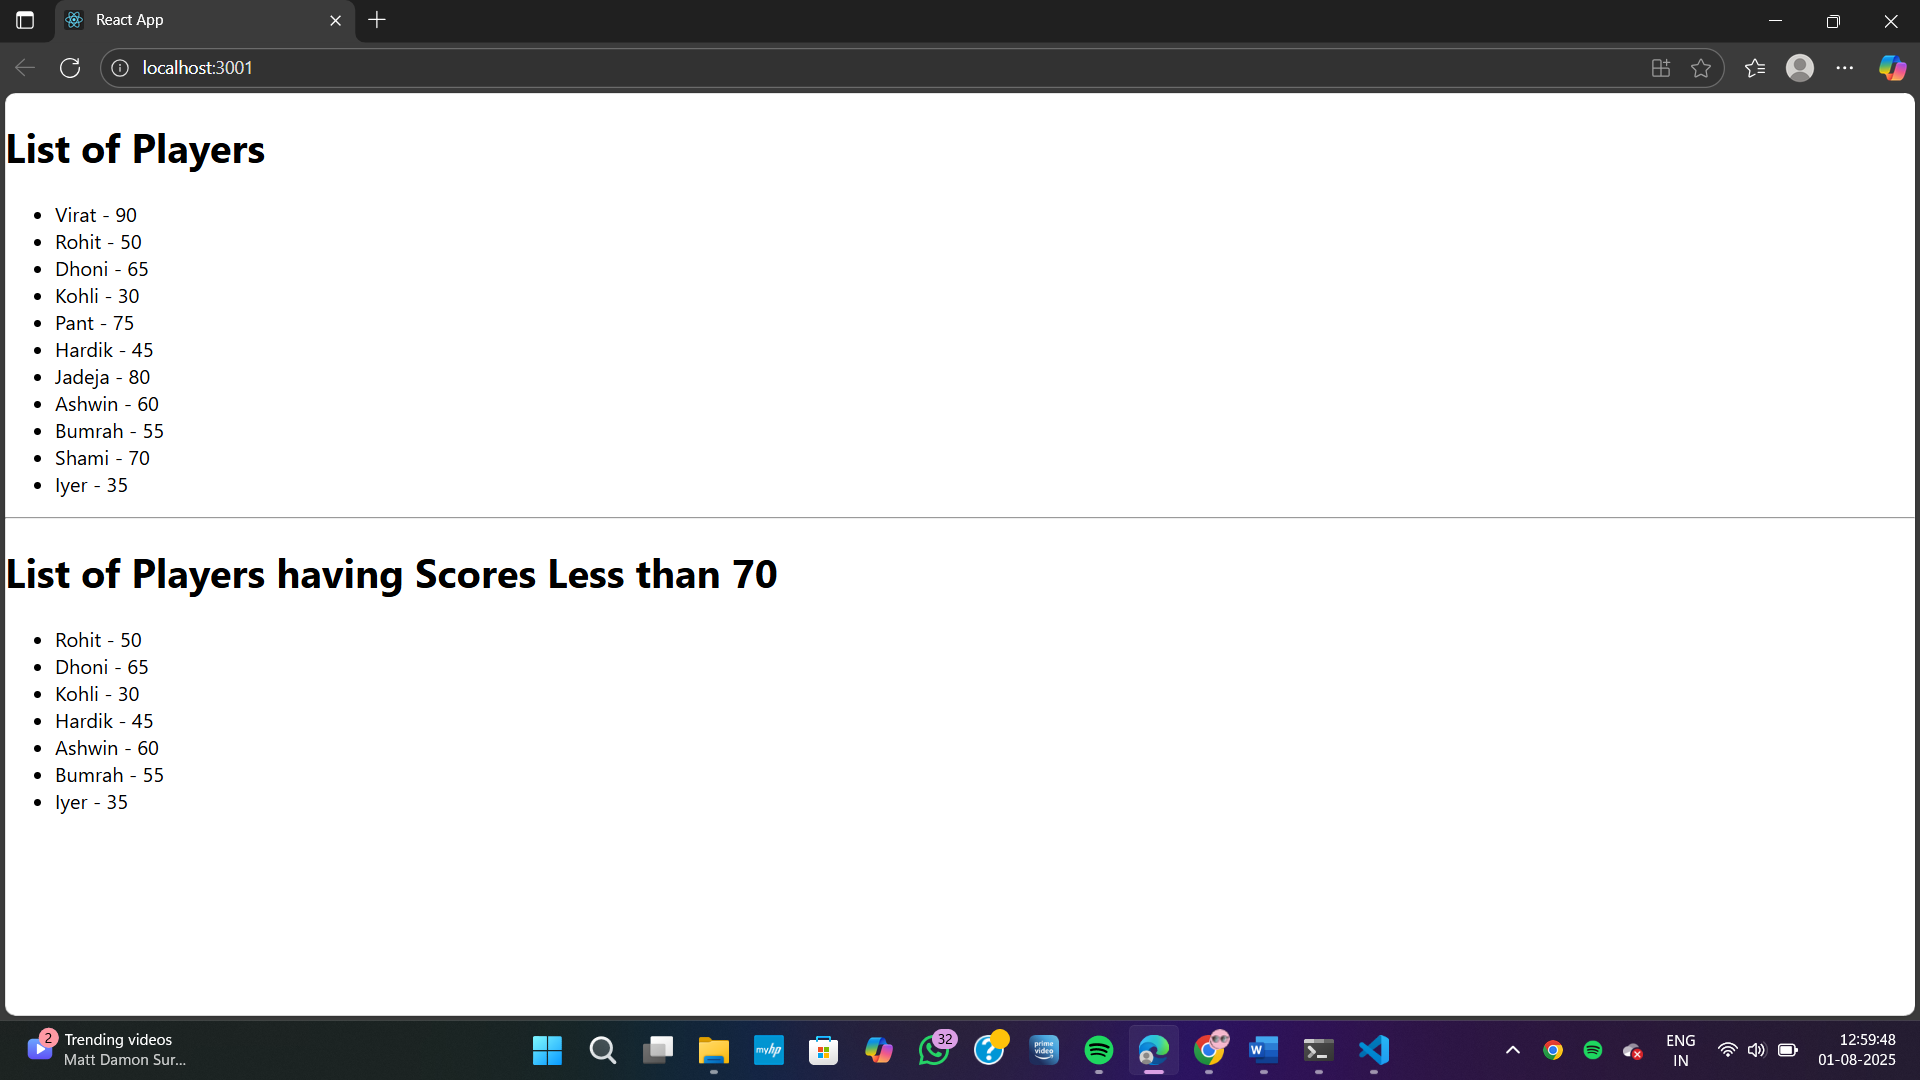 React App
localhost:3001
List of Players
Virat - 90
Rohit - 50
Dhoni - 65
Kohli - 30
Pant - 75
Hardik - 45
Jadeja - 80
Ashwin - 60
Bumrah - 55
Shami - 70
Iyer - 35
List of Players having Scores Less than 70
Rohit - 50
Dhoni - 65
Kohli - 30
Hardik - 45
Ashwin - 60
Bumrah - 55
Iyer - 35
2
Trending videos
Matt Damon Sur...
myhp
32
prime video
W
ENG
IN
12:59:48
01-08-2025